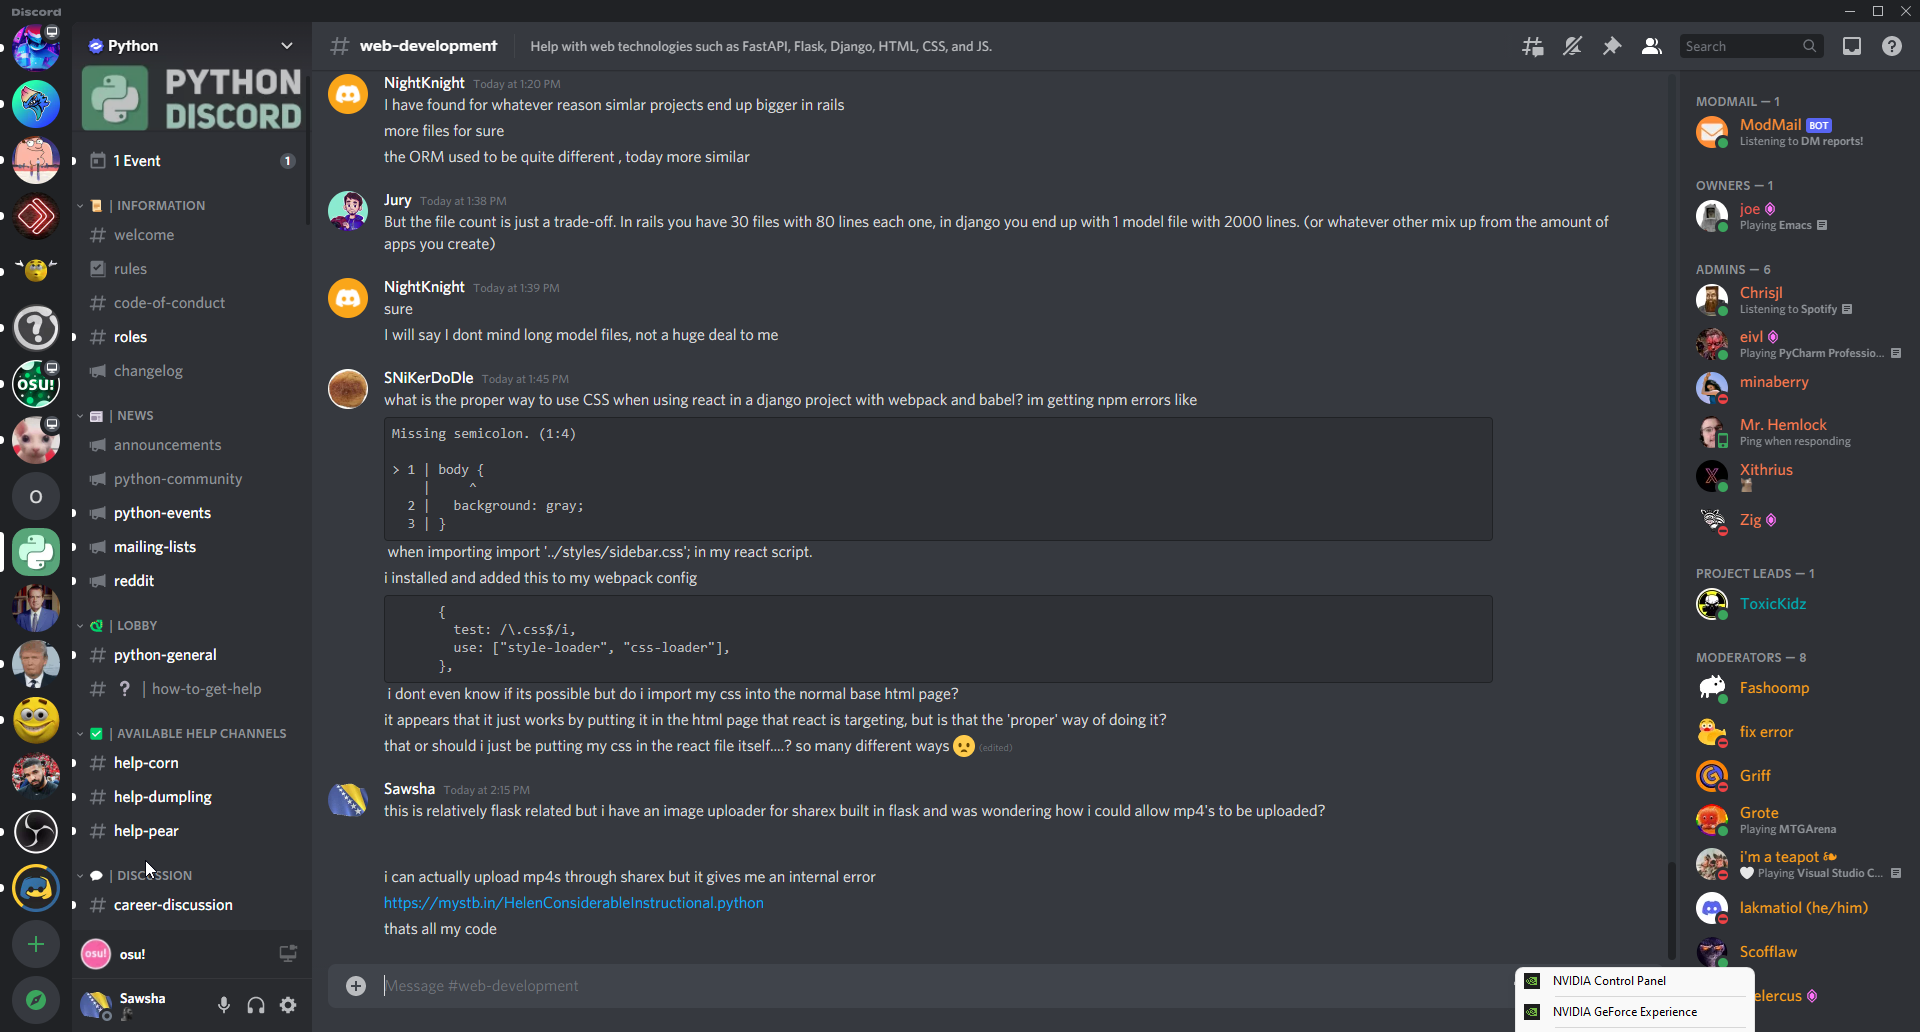 Discord
Python
PYTHON
DISCORD
1 Event
1
| INFORMATION
welcome
rules
code-of-conduct
roles
changelog
| NEWS
announcements
python-community
python-events
mailing-lists
reddit
| LOBBY
python-general
? | how-to-get-help
| AVAILABLE HELP CHANNELS
help-corn
help-dumpling
help-pear
| DISCUSSION
career-discussion
OSU!
O
osu!
osu!
Sawsha
# web-development
Help with web technologies such as FastAPI, Flask, Django, HTML, CSS, and JS.
Search
NightKnight Today at 1:20 PM
I have found for whatever reason simlar projects end up bigger in rails
more files for sure
the ORM used to be quite different , today more similar
Jury Today at 1:38 PM
But the file count is just a trade-off. In rails you have 30 files with 80 lines each one, in django you end up with 1 model file with 2000 lines. (or whatever other mix up from the amount of
apps you create)
NightKnight Today at 1:39 PM
sure
I will say I dont mind long model files, not a huge deal to me
SNiKerDoDle Today at 1:45 PM
what is the proper way to use CSS when using react in a django project with webpack and babel? im getting npm errors like
Missing semicolon. (1:4)
> 1 | body {
|     ^
2 |   background: gray;
3 | }
when importing import '../styles/sidebar.css'; in my react script.
i installed and added this to my webpack config
{
test: /\.css$/i,
use: ["style-loader", "css-loader"],
},
i dont even know if its possible but do i import my css into the normal base html page?
it appears that it just works by putting it in the html page that react is targeting, but is that the 'proper' way of doing it?
that or should i just be putting my css in the react file itself....? so many different ways (edited)
Sawsha Today at 2:15 PM
this is relatively flask related but i have an image uploader for sharex built in flask and was wondering how i could allow mp4's to be uploaded?
i can actually upload mp4s through sharex but it gives me an internal error
https://mystb.in/HelenConsiderableInstructional.python
thats all my code
Message #web-development
MODMAIL — 1
ModMail BOT
Listening to DM reports!
OWNERS — 1
joe
Playing Emacs
ADMINS — 6
Chrisjl
Listening to Spotify
eivl
Playing PyCharm Professio...
minaberry
Mr. Hemlock
Ping when responding
Xithrius
Zig
PROJECT LEADS — 1
ToxicKidz
MODERATORS — 8
Fashoomp
fix error
Griff
Grote
Playing MTGArena
i'm a teapot
Playing Visual Studio C...
lakmatiol (he/him)
Scofflaw
elercus
NVIDIA Control Panel
NVIDIA GeForce Experience